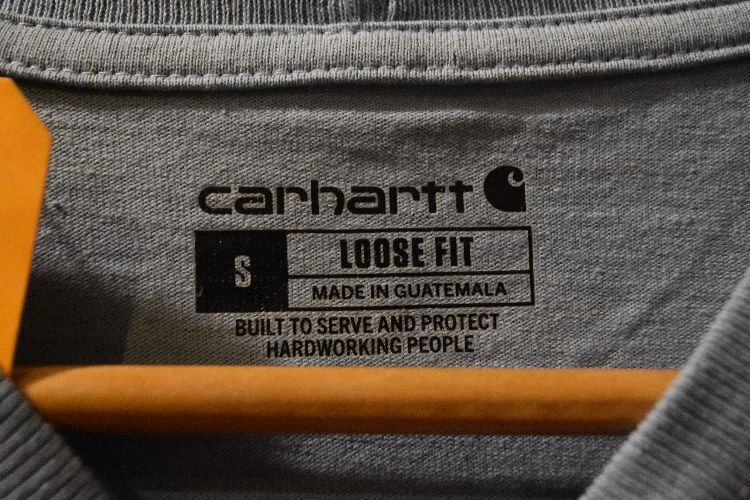 carhartt
S
LOOSE FIT
MADE IN GUATEMALA
BUILT TO SERVE AND PROTECT
HARDWORKING PEOPLE